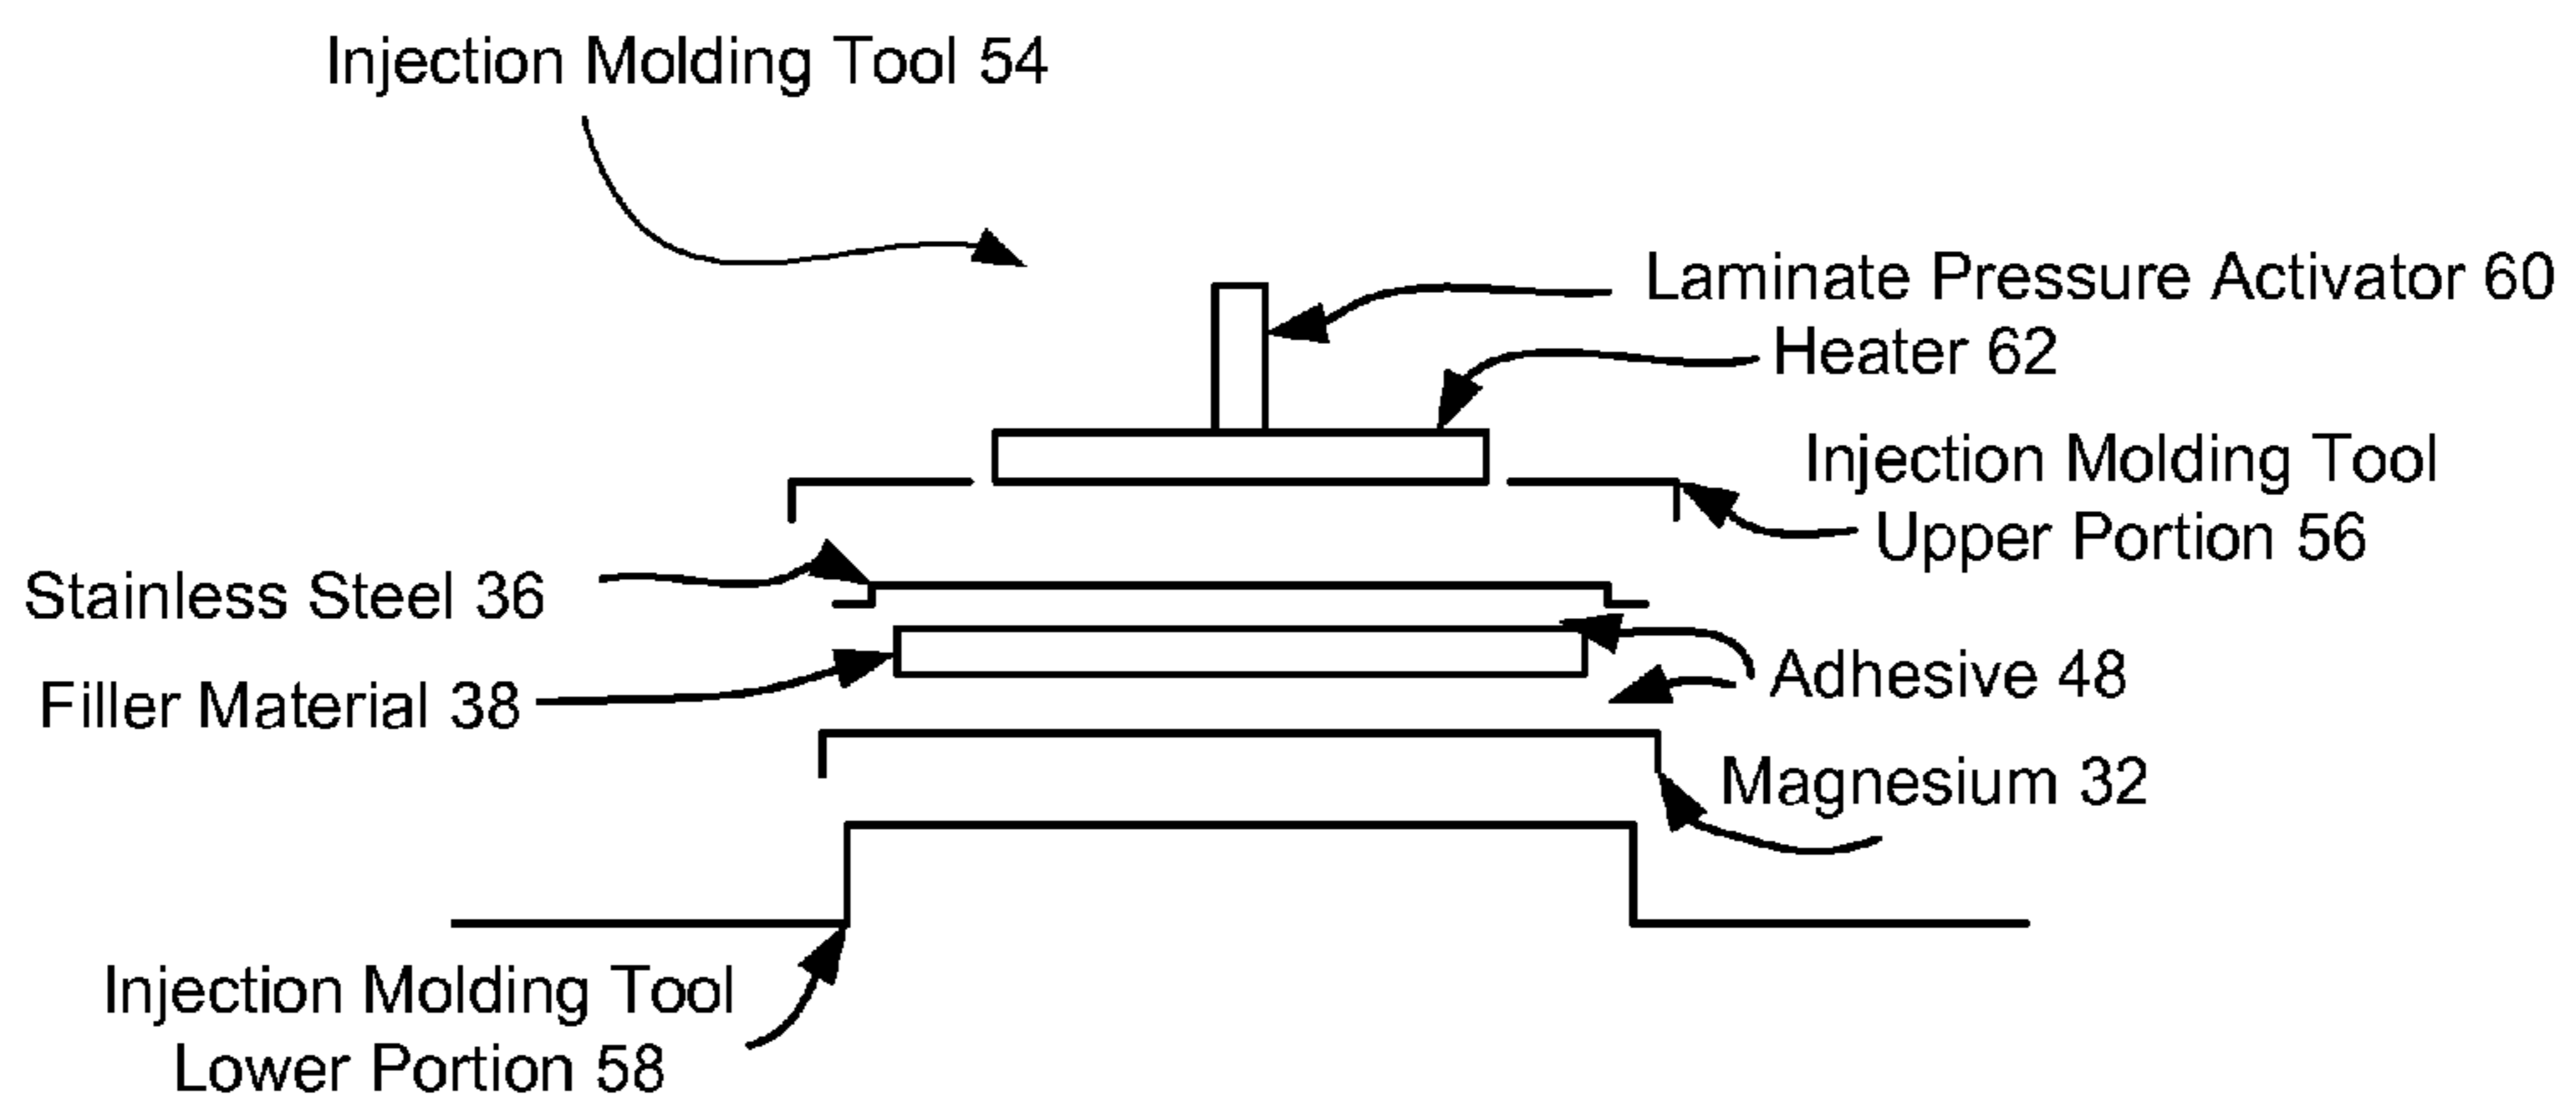 Injection Molding Tool 54
Laminate Pressure Activator 60
Heater 62
Injection Molding Tool
Upper Portion 56
Stainless Steel 36
Filler Material 38
Adhesive 48
Magnesium 32
Injection Molding Tool
Lower Portion 58